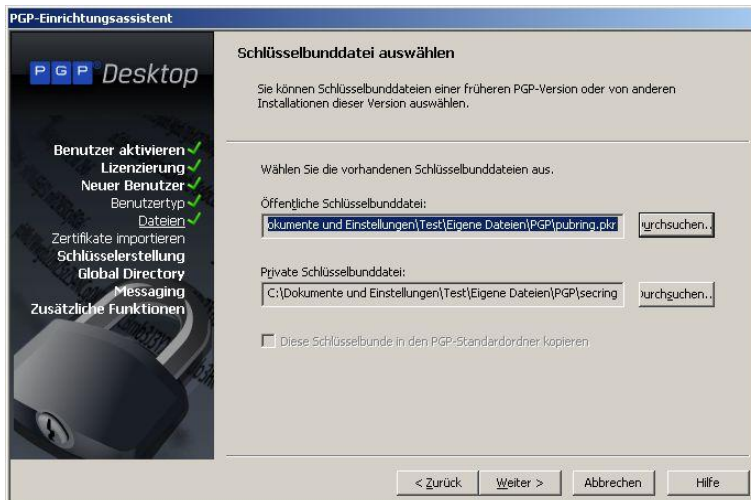 PGP-Einrichtungsassistent
PGP Desktop
Benutzer aktivieren
Lizenzierung
Neuer Benutzer
Benutzertyp
Dateien
Zertifikate importieren
Schlüsselerstellung
Global Directory
Messaging
Zusätzliche Funktionen
Schlüsselbunddatei auswählen
Sie können Schlüsselbunddateien einer früheren PGP-Version oder von anderen
Installationen dieser Version auswählen.
Wählen Sie die vorhandenen Schlüsselbunddateien aus.
Öffentliche Schlüsselbunddatei:
okumente und Einstellungen\Test\Eigene Dateien\PGP\pubring.pkr
urchsuchen..
Private Schlüsselbunddatei:
C:\Dokumente und Einstellungen\Test\Eigene Dateien\PGP\secring
urchsuchen..
Diese Schlüsselbunde in den PGP-Standardordner kopieren
< Zurück
Weiter >
Abbrechen
Hilfe